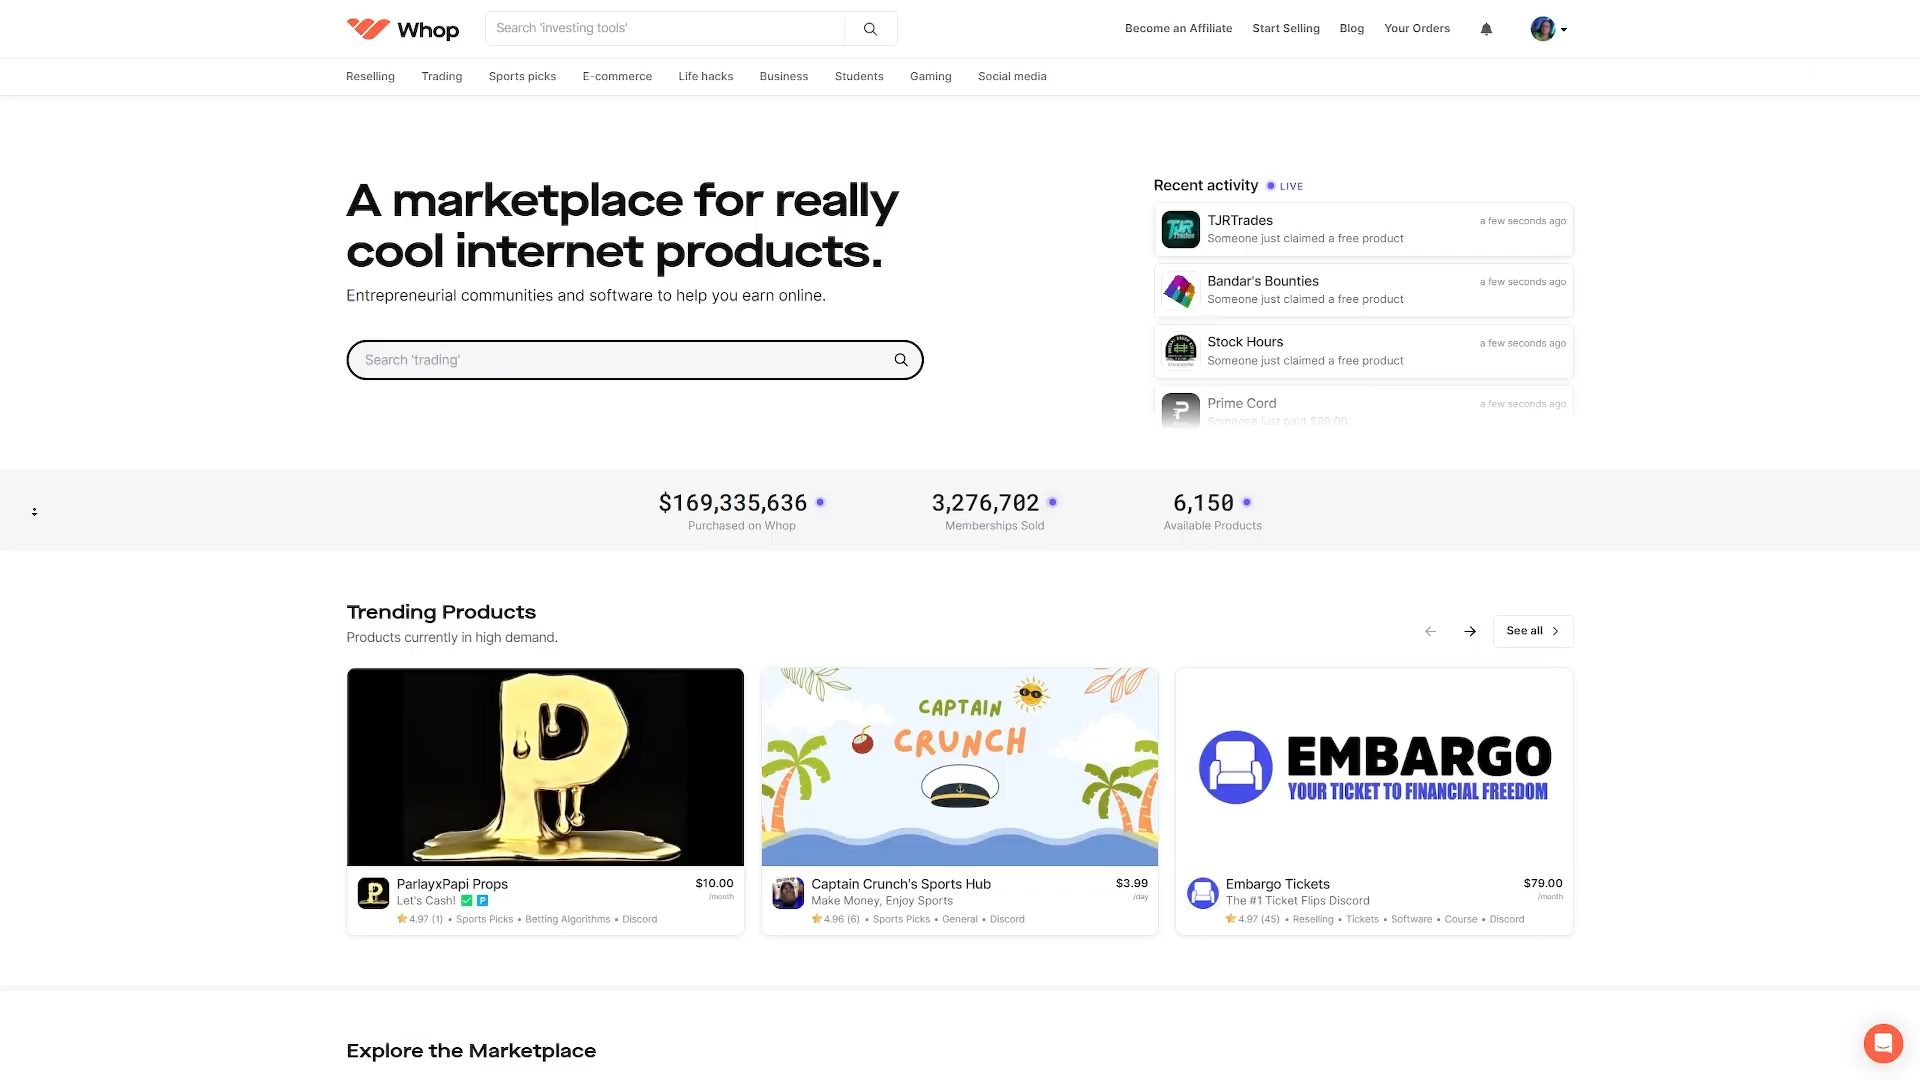 Whop
Search 'investing tools'
Become an Affiliate
Start Selling
Blog
Your Orders
Reselling
Trading
Sports picks
E-commerce
Life hacks
Business
Students
Gaming
Social media
A marketplace for really
cool internet products.
Entrepreneurial communities and software to help you earn online.
Search 'trading'
Recent activity
LIVE
TJR
Trades
TJRTrades
a few seconds ago
Someone just claimed a free product
Bandar's Bounties
a few seconds ago
Someone just claimed a free product
Stock Hours
a few seconds ago
Someone just claimed a free product
Prime Cord
a few seconds ago
Someone just paid $89.00
$169,335,636
Purchased on Whop
3,276,702
Memberships Sold
6,150
Available Products
Trending Products
Products currently in high demand.
See all
P
ParlayxPapi Props
$10.00
Let's Cash! ✅ 🅿️
/month
4.97 (1) • Sports Picks • Betting Algorithms • Discord
CAPTAIN
CRUNCH
Captain Crunch's Sports Hub
$3.99
Make Money, Enjoy Sports
/day
4.96 (6) • Sports Picks • General • Discord
EMBARGO
YOUR TICKET TO FINANCIAL FREEDOM
Embargo Tickets
$79.00
The #1 Ticket Flips Discord
/month
4.97 (45) • Reselling • Tickets • Software • Course • Discord
Explore the Marketplace